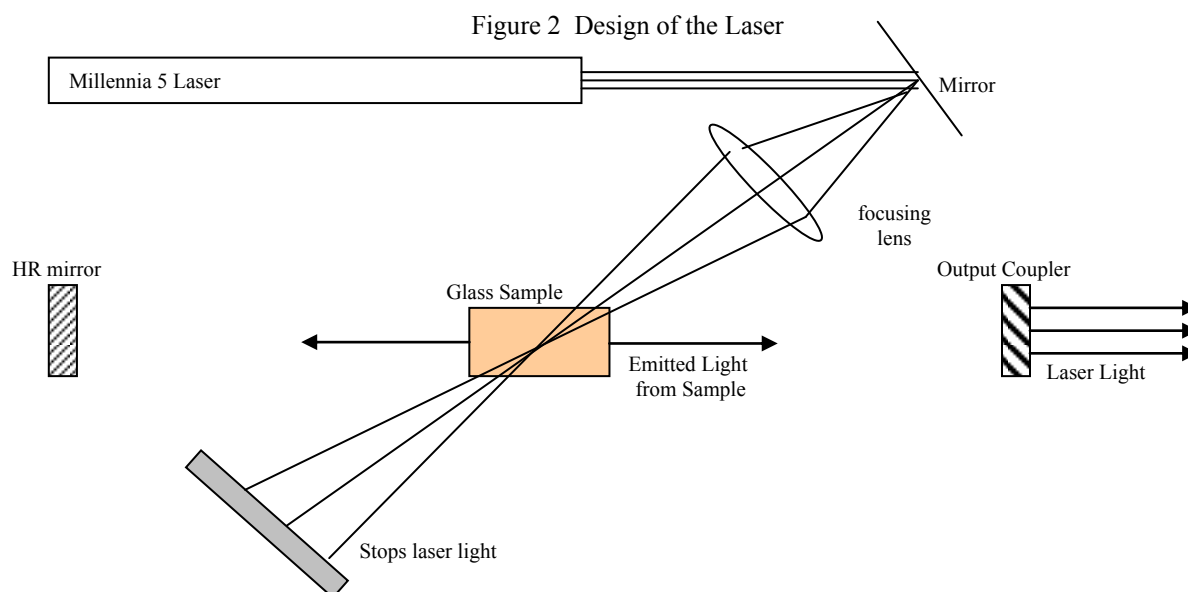 Figure 2 Design of the Laser
Millennia 5 Laser
Mirror
focusing
lens
HR mirror
Glass Sample
Output Coupler
Emitted Light
from Sample
Laser Light
Stops laser light